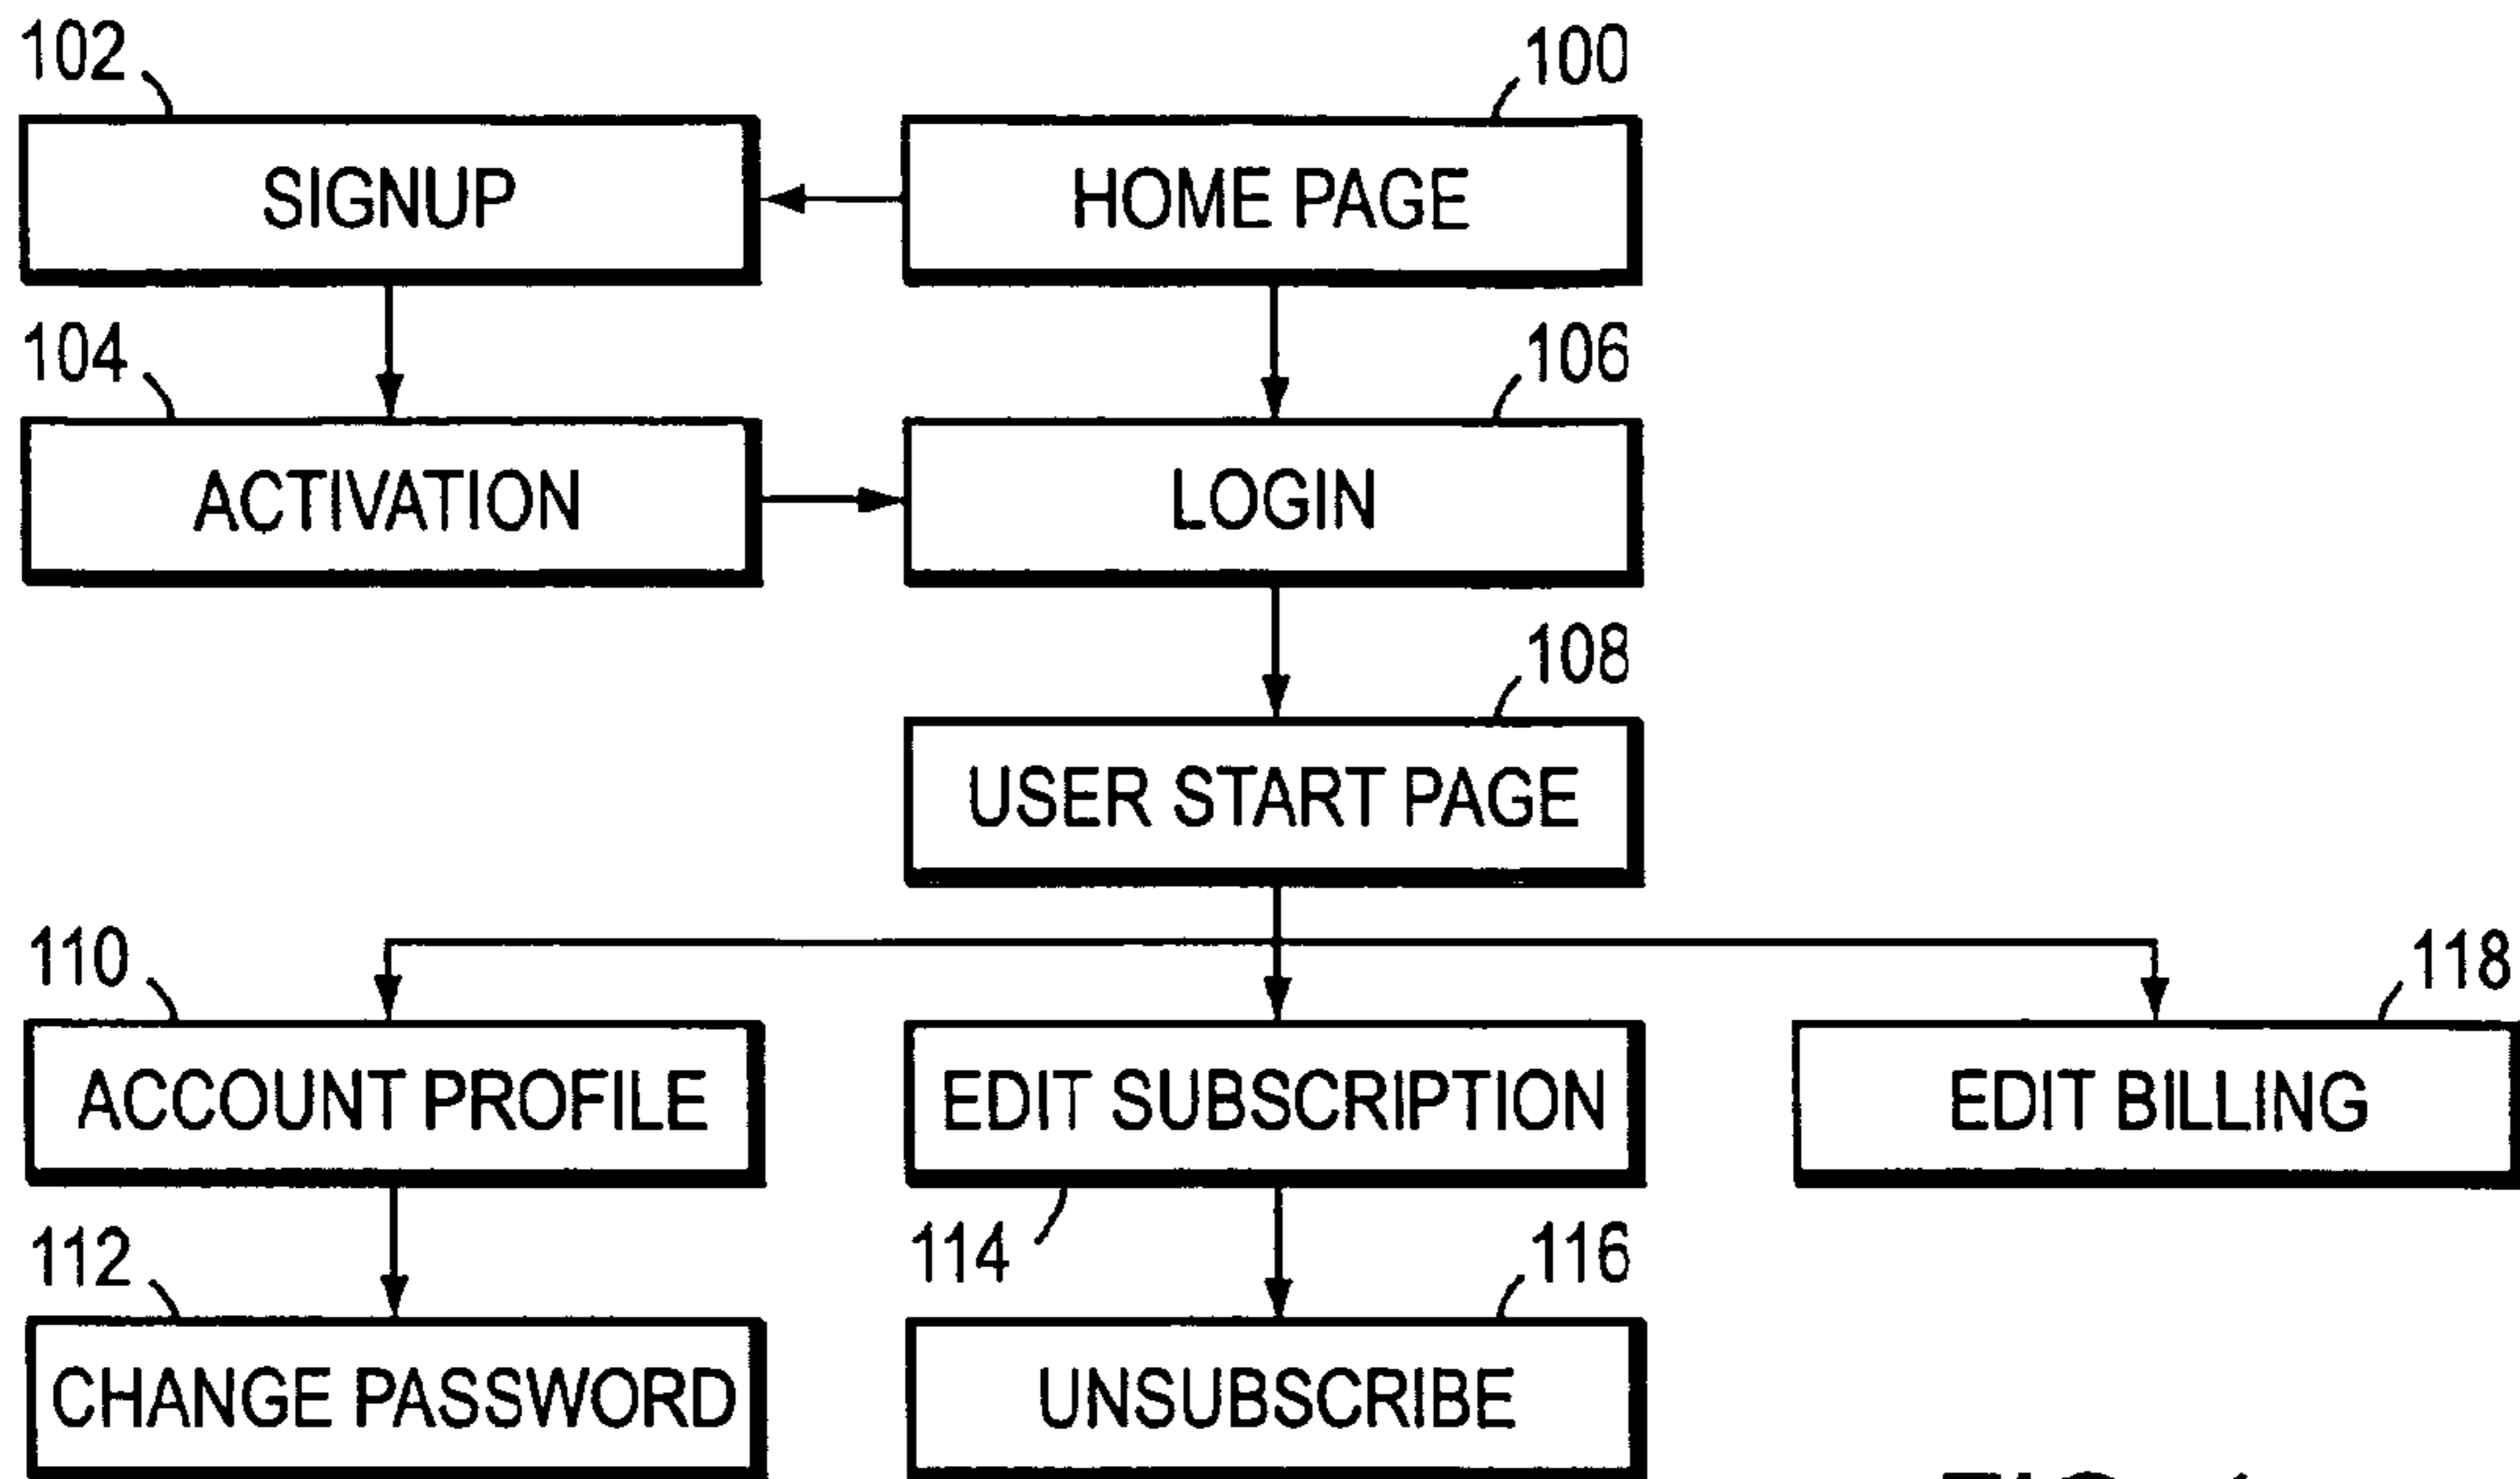 102
100
SIGNUP
HOME PAGE
104
106
ACTIVATION
LOGIN
108
USER START PAGE
110
118
ACCOUNT PROFILE
EDIT SUBSCRIPTION
EDIT BILLING
112
114
116
CHANGE PASSWORD
UNSUBSCRIBE